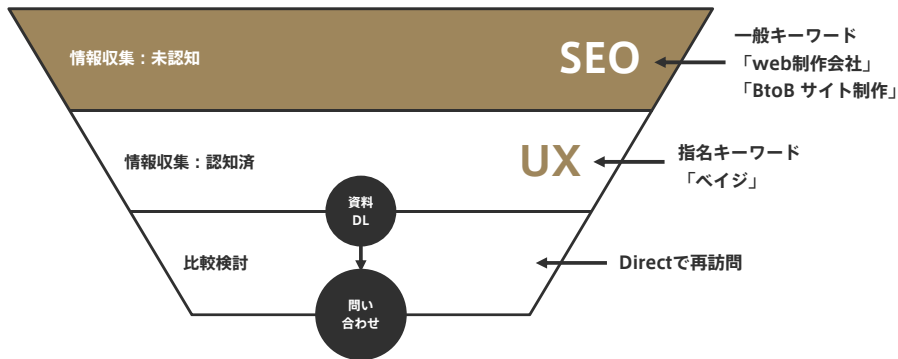 情報収集：未認知
SEO
一般キーワード
「web制作会社」
「BtoB サイト制作」
情報収集：認知済
UX
指名キーワード
「ベイジ」
資料
DL
比較検討
Directで再訪問
問い
合わせ